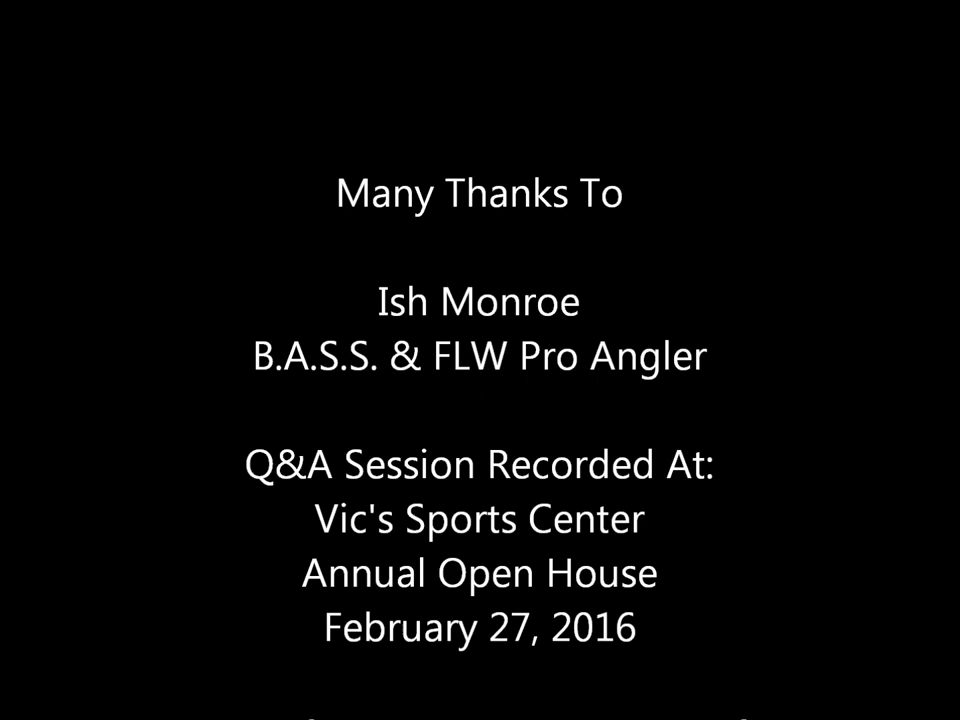 Many Thanks To
Ish Monroe
B.A.S.S. & FLW Pro Angler
Q&A Session Recorded At:
Vic's Sports Center
Annual Open House
February 27, 2016